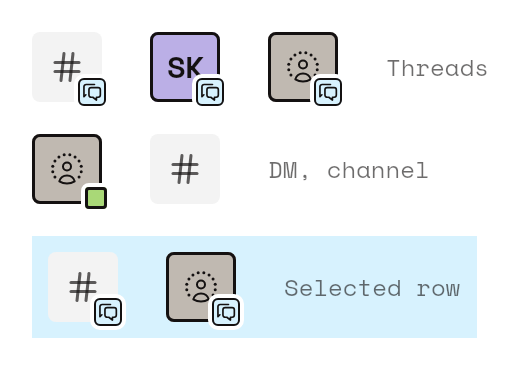 # SK Threads
# DM, channel
# Selected row